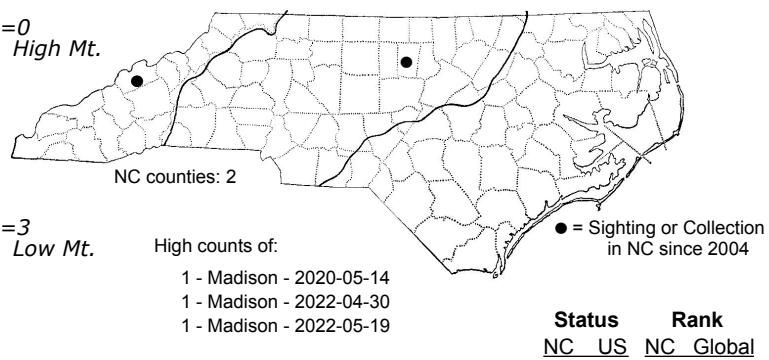 =0
High Mt.
NC counties: 2
=3
Low Mt.
High counts of:
1 - Madison - 2020-05-14
1 - Madison - 2022-04-30
1 - Madison - 2022-05-19
● = Sighting or Collection
in NC since 2004
Status Rank
NC US NC Global